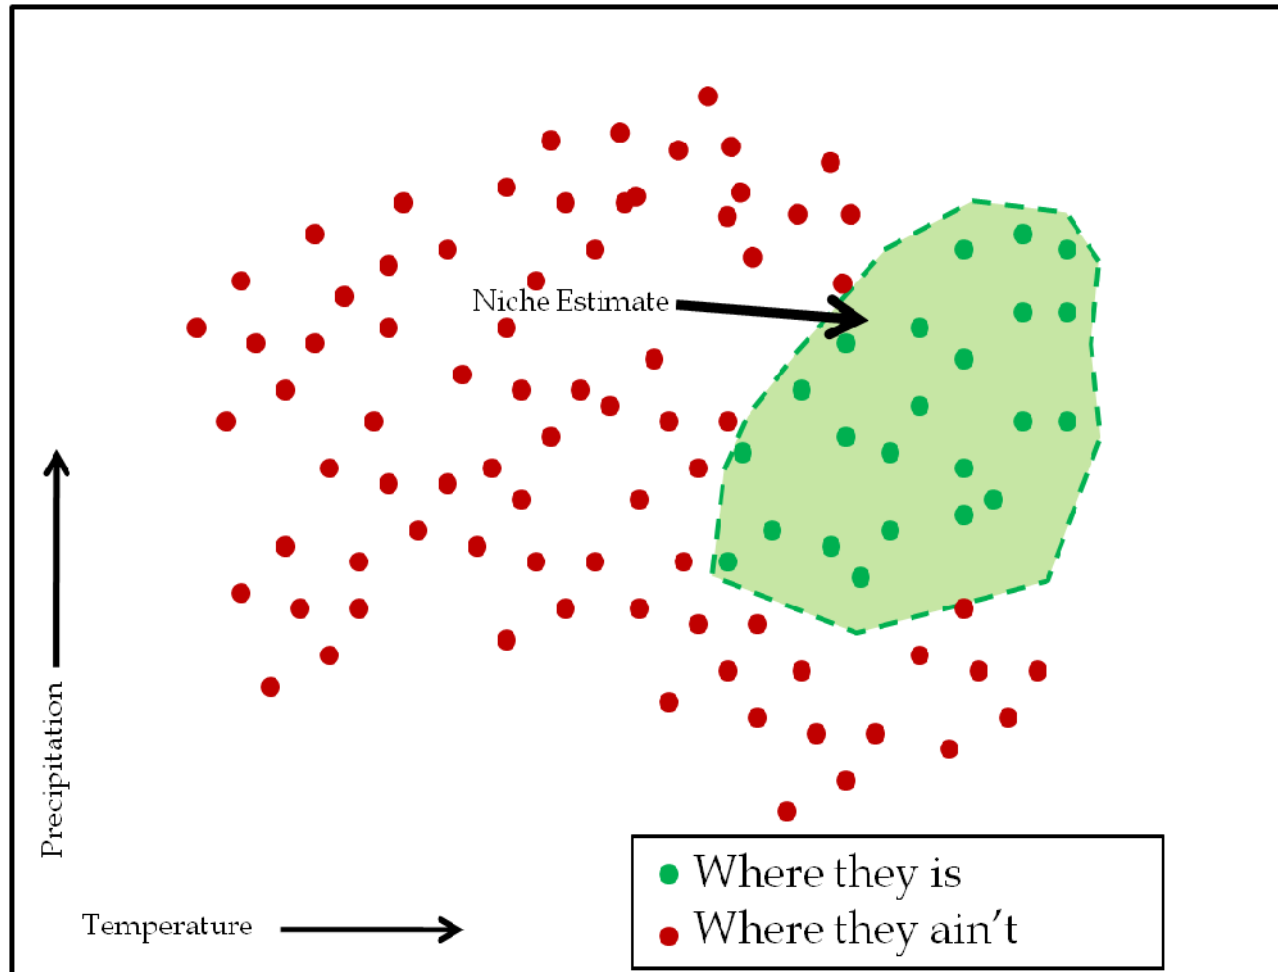 Niche Estimate
Precipitation
Temperature
Where they is
Where they ain't